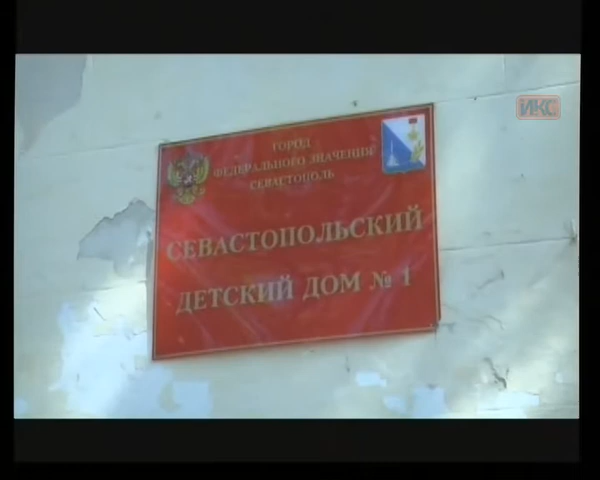 ИКС
ГОРОД
ФЕДЕРАЛЬНОГО ЗНАЧЕНИЯ
СЕВАСТОПОЛЬ
СЕВАСТОПОЛЬСКИЙ
ДЕТСКИЙ ДОМ № 1